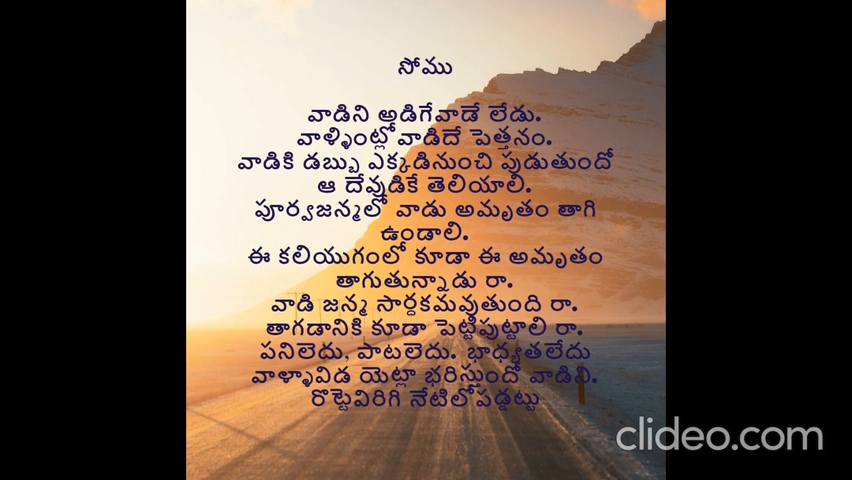 సోము
వాడిని అడిగేవాడే లేడు.
వాళ్ళింట్లో వాడిదే పెత్తనం.
వాడికి డబ్బు ఎక్కడినుంచి పుడుతుందో
ఆ దేవుడికే తెలియాలి.
పూర్వజన్మలో వాడు అమృతం తాగి
ఉండాలి.
ఈ కలియుగంలో కూడా ఈ అమృతం
తాగుతున్నాడు రా.
వాడి జన్మ సార్ధకమవుతుంది రా.
తాగడానికి కూడా పెట్టిపుట్టాలి రా.
పనిలెదు, పాటలెదు. భాధ్యతలేదు
వాళ్ళావిడ యెట్లా భరిస్తుందో వాడిని.
రొట్టెవిరిగి నేటిలోపడ్డట్టు
clideo.com